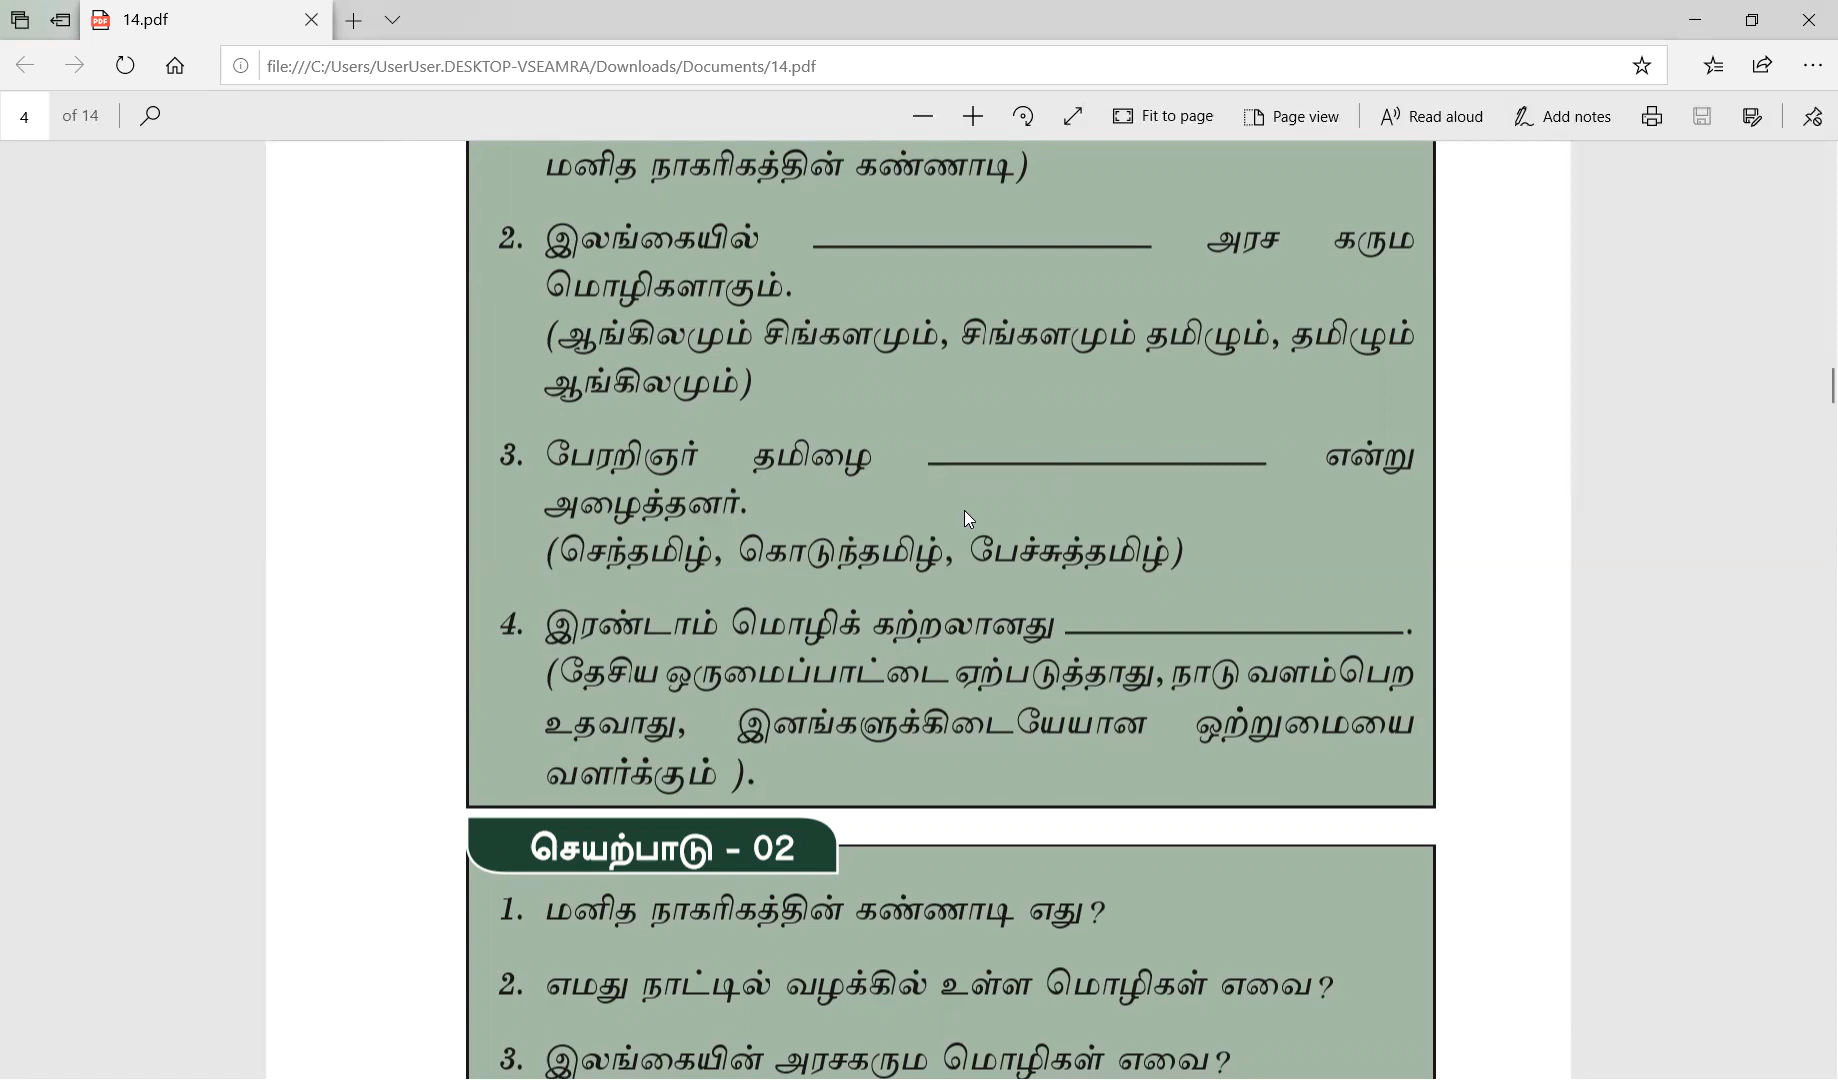 14.pdf
file:///C:/Users/UserUser.DESKTOP-VSEAMRA/Downloads/Documents/14.pdf
4 of 14 Fit to page Page view Read aloud Add notes
மனித நாகரிகத்தின் கண்ணாடி)
2. இலங்கையில் ____________ அரச கரும
மொழிகளாகும்.
(ஆங்கிலமும் சிங்களமும், சிங்களமும் தமிழும், தமிழும்
ஆங்கிலமும்)
3. பேரறிஞர் தமிழை ____________ என்று
அழைத்தனர்.
(செந்தமிழ், கொடுந்தமிழ், பேச்சுத்தமிழ்)
4. இரண்டாம் மொழிக் கற்றலானது ____________.
(தேசிய ஒருமைப்பாட்டை ஏற்படுத்தாது, நாடு வளம்பெற
உதவாது, இனங்களுக்கிடையேயான ஒற்றுமையை
வளர்க்கும் ).
செயற்பாடு - 02
1. மனித நாகரிகத்தின் கண்ணாடி எது?
2. எமது நாட்டில் வழக்கில் உள்ள மொழிகள் எவை?
3. இலங்கையின் அரசகரும மொழிகள் எவை?